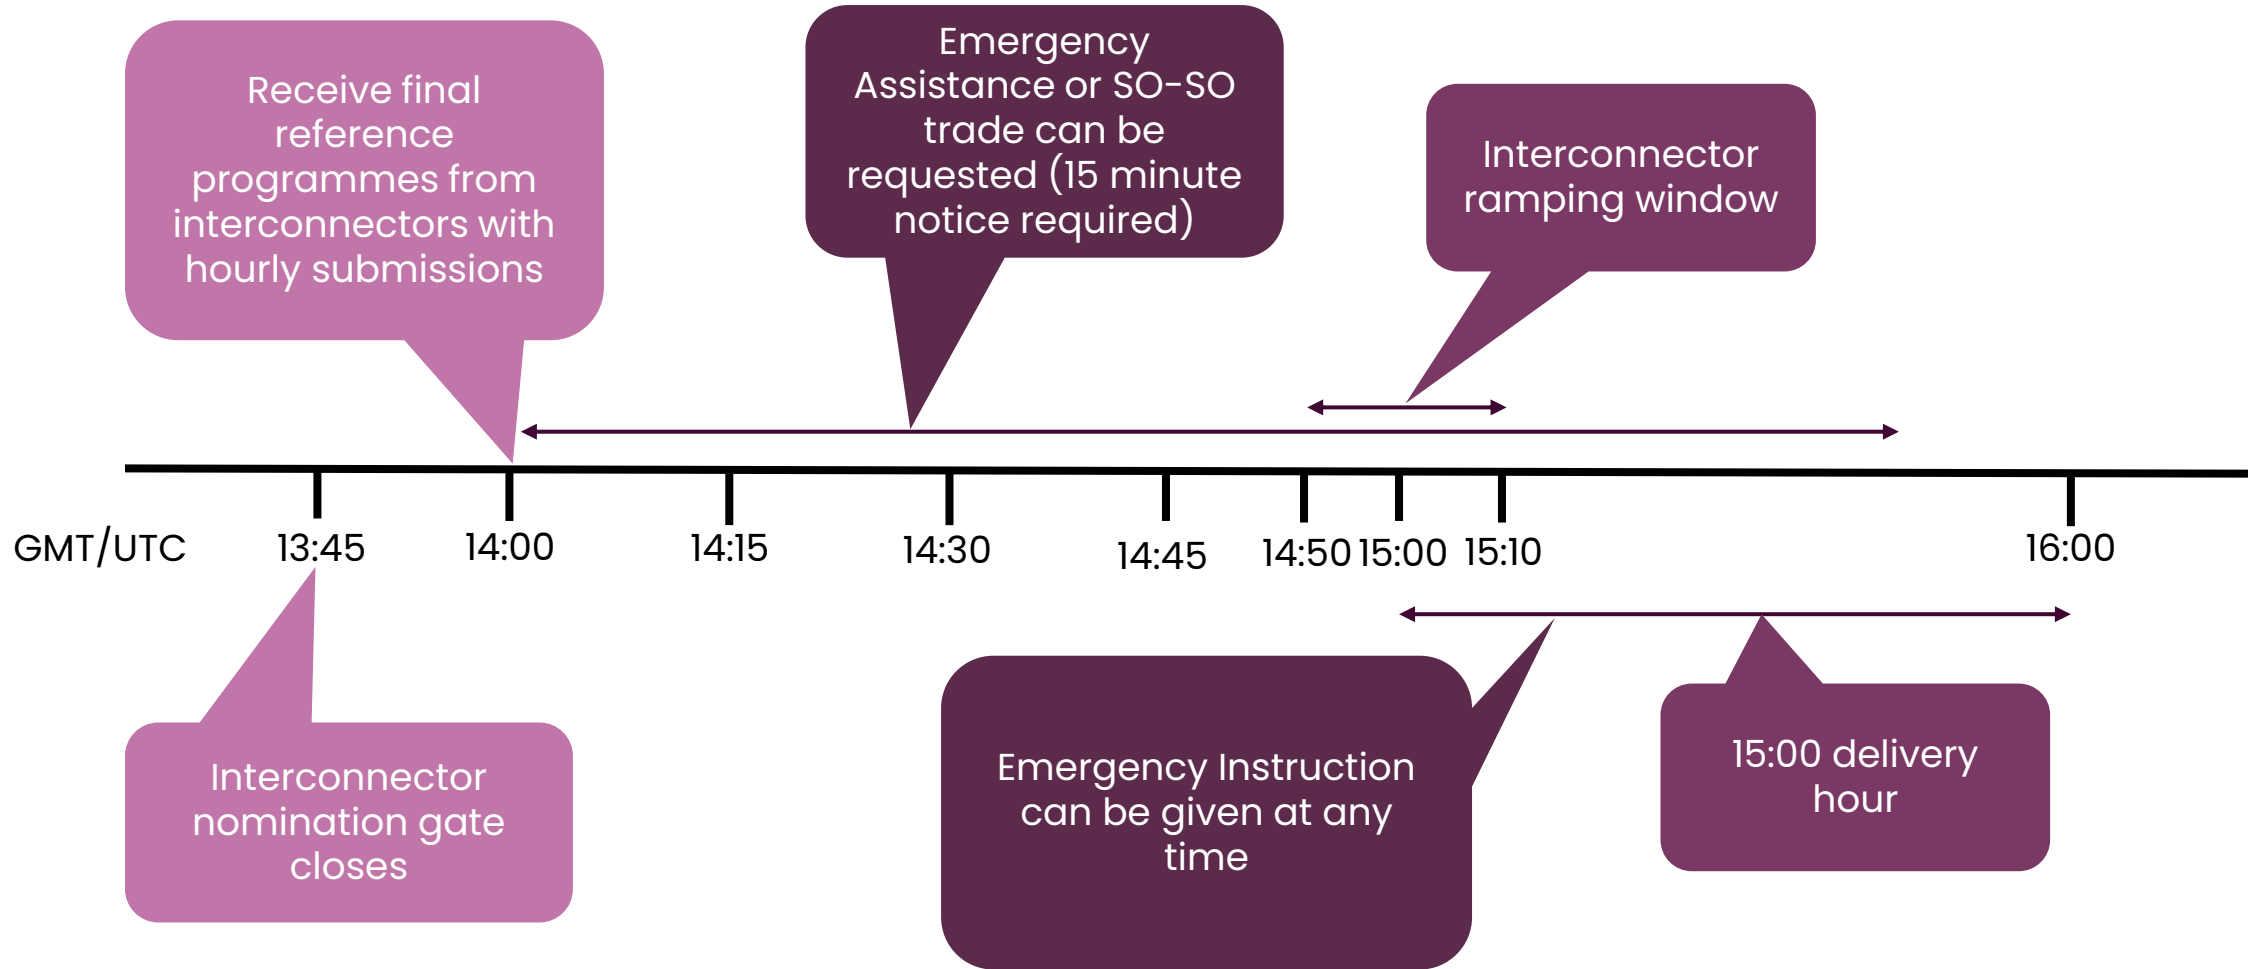 Receive final
reference
programmes from
interconnectors with
hourly submissions
Emergency
Assistance or SO-SO
trade can be
requested (15 minute
notice required)
Interconnector
ramping window
GMT/UTC
13:45
14:00
14:15
14:30
14:45
14:50
15:00
15:10
16:00
Interconnector
nomination gate
closes
Emergency Instruction
can be given at any
time
15:00 delivery
hour